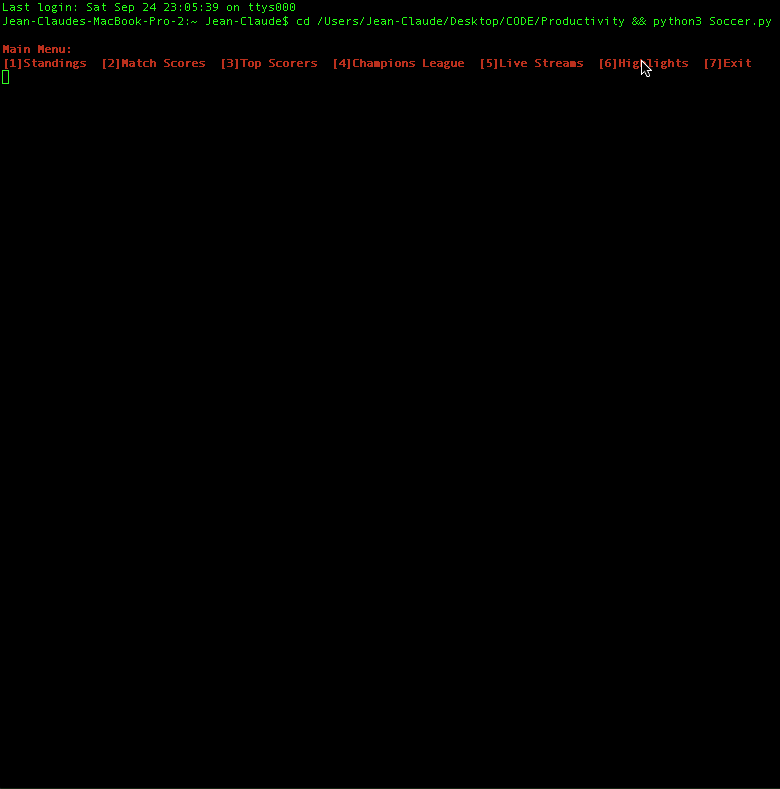 Last login: Sat Sep 24 23:05:39 on ttys000
Jean-Claudes-MacBook-Pro-2:~ Jean-Claude$ cd /Users/Jean-Claude/Desktop/CODE/Productivity && python3 Soccer.py
Main Menu:
[1]Standings  [2]Match Scores  [3]Top Scorers  [4]Champions League  [5]Live Streams  [6]Highlights  [7]Exit